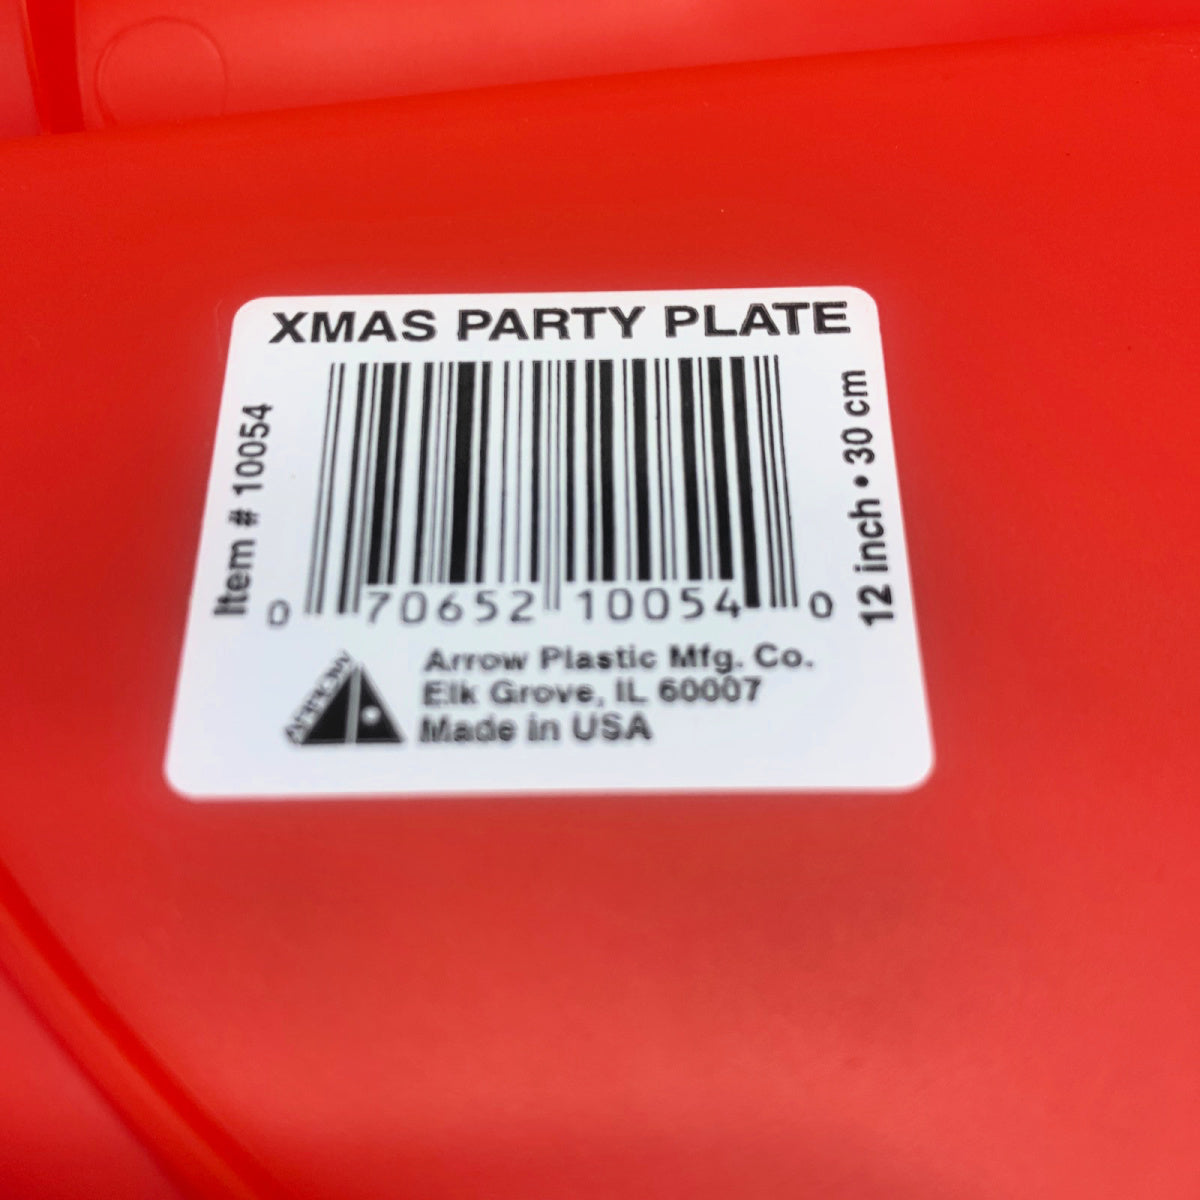 XMAS PARTY PLATE
Item # 10054
12 inch • 30 cm
0 70652 10054 0
Arrow Plastic Mfg. Co.
Elk Grove, IL 60007
Made in USA